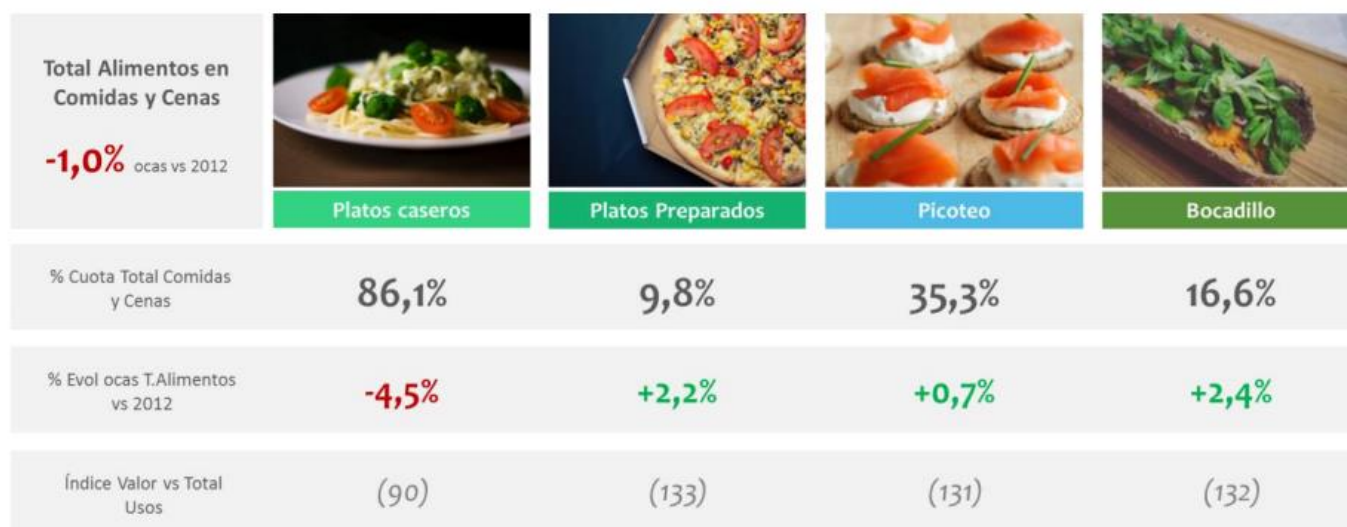 Total Alimentos en
Comidas y Cenas
-1,0% ocas vs 2012
Platos caseros
Platos Preparados
Picoteo
Bocadillo
% Cuota Total Comidas
y Cenas
86,1%
9,8%
35,3%
16,6%
% Evol ocas T.Alimentos
vs 2012
-4,5%
+2,2%
+0,7%
+2,4%
Índice Valor vs Total
Usos
(90)
(133)
(131)
(132)